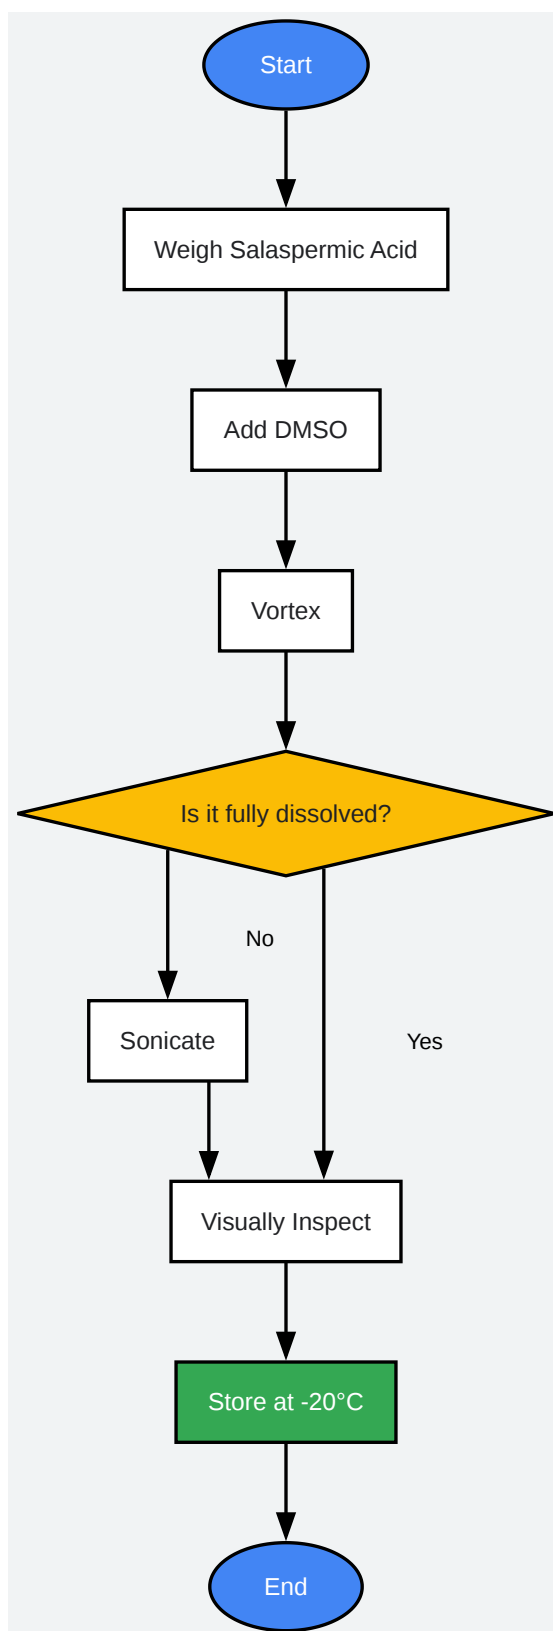 Start
Weigh Salaspermic Acid
Add DMSO
Vortex
Is it fully dissolved?
No
Sonicate
Yes
Visually Inspect
Store at -20°C
End